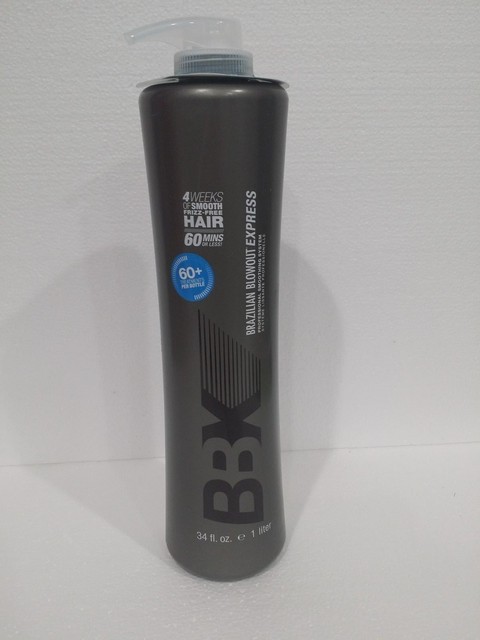 4 WEEKS
OF SMOOTH
FRIZZ-FREE
HAIR
60 MINS
OR LESS!
60+
PER BOTTLE
BRAZILIAN BLOWOUT EXPRESS
PROFESSIONAL SMOOTHING SYSTEM
BBX
34 fl. oz. e 1 liter